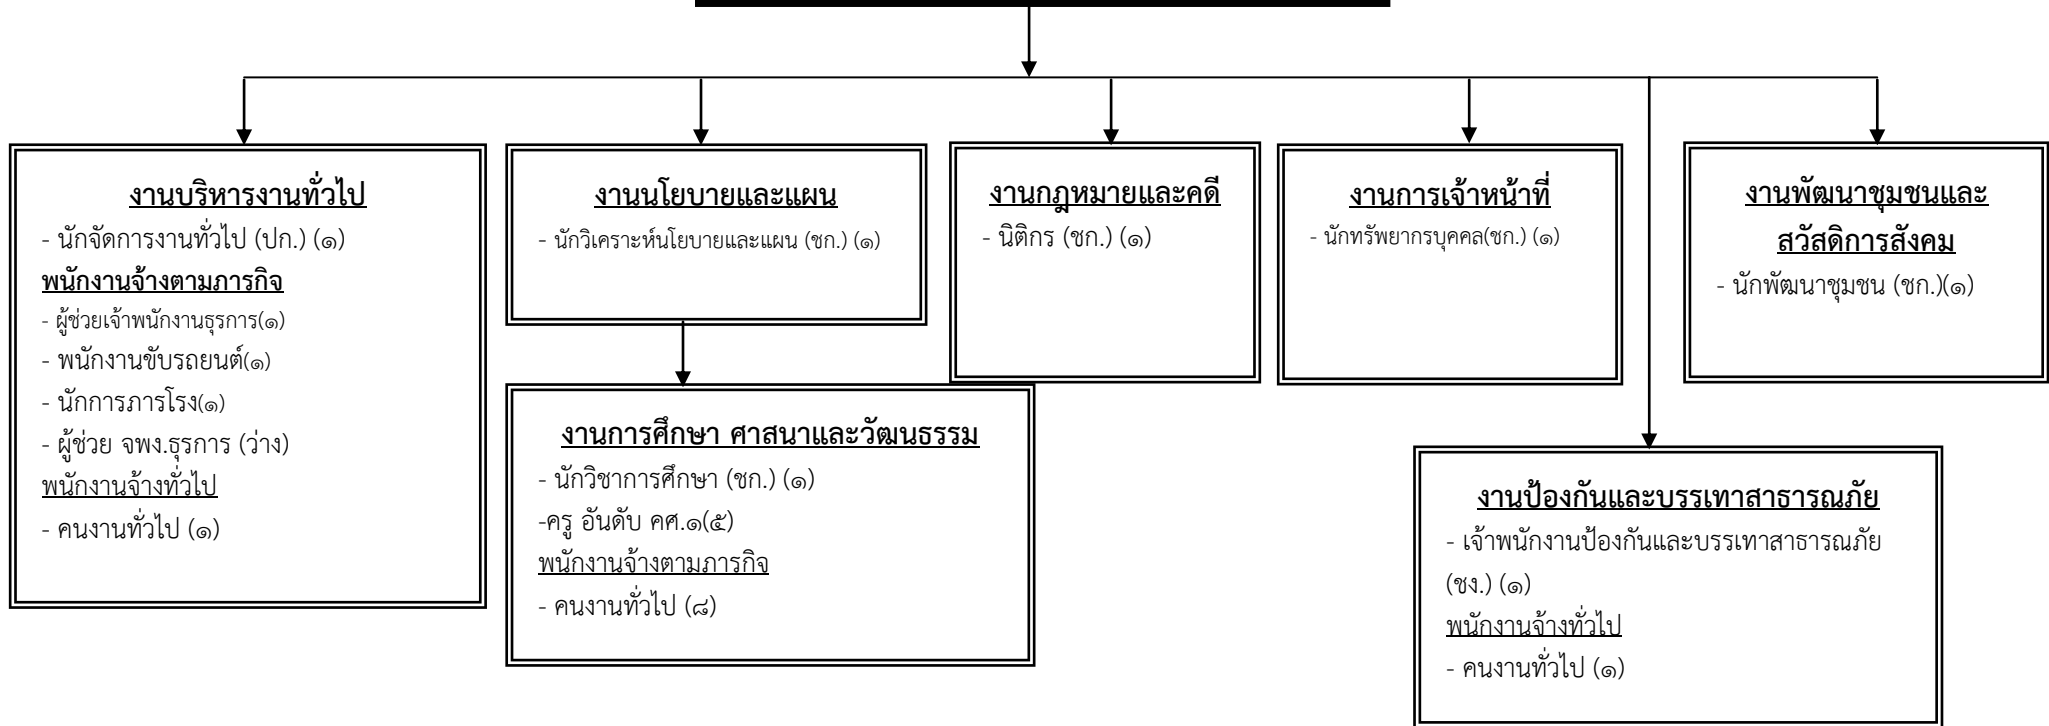 งานบริหารงานทั่วไป
- นักจัดการงานทั่วไป (ปก.) (๑)
พนักงานจ้างตามภารกิจ
- ผู้ช่วยเจ้าพนักงานธุรการ(๑)
- พนักงานขับรถยนต์(๑)
- นักการภารโรง(๑)
- ผู้ช่วย จพง.ธุรการ (ว่าง)
พนักงานจ้างทั่วไป
- คนงานทั่วไป (๑)
งานนโยบายและแผน
- นักวิเคราะห์นโยบายและแผน (ชก.) (๑)
งานการศึกษา ศาสนาและวัฒนธรรม
- นักวิชาการศึกษา (ชก.) (๑)
-ครู อันดับ คศ.๑(๕)
พนักงานจ้างตามภารกิจ
- คนงานทั่วไป (๘)
งานกฎหมายและคดี
- นิติกร (ชก.) (๑)
งานการเจ้าหน้าที่
- นักทรัพยากรบุคคล(ชก.) (๑)
งานป้องกันและบรรเทาสาธารณภัย
- เจ้าพนักงานป้องกันและบรรเทาสาธารณภัย
(ชง.) (๑)
พนักงานจ้างทั่วไป
- คนงานทั่วไป (๑)
งานพัฒนาชุมชนและ
สวัสดิการสังคม
- นักพัฒนาชุมชน (ชก.)(๑)